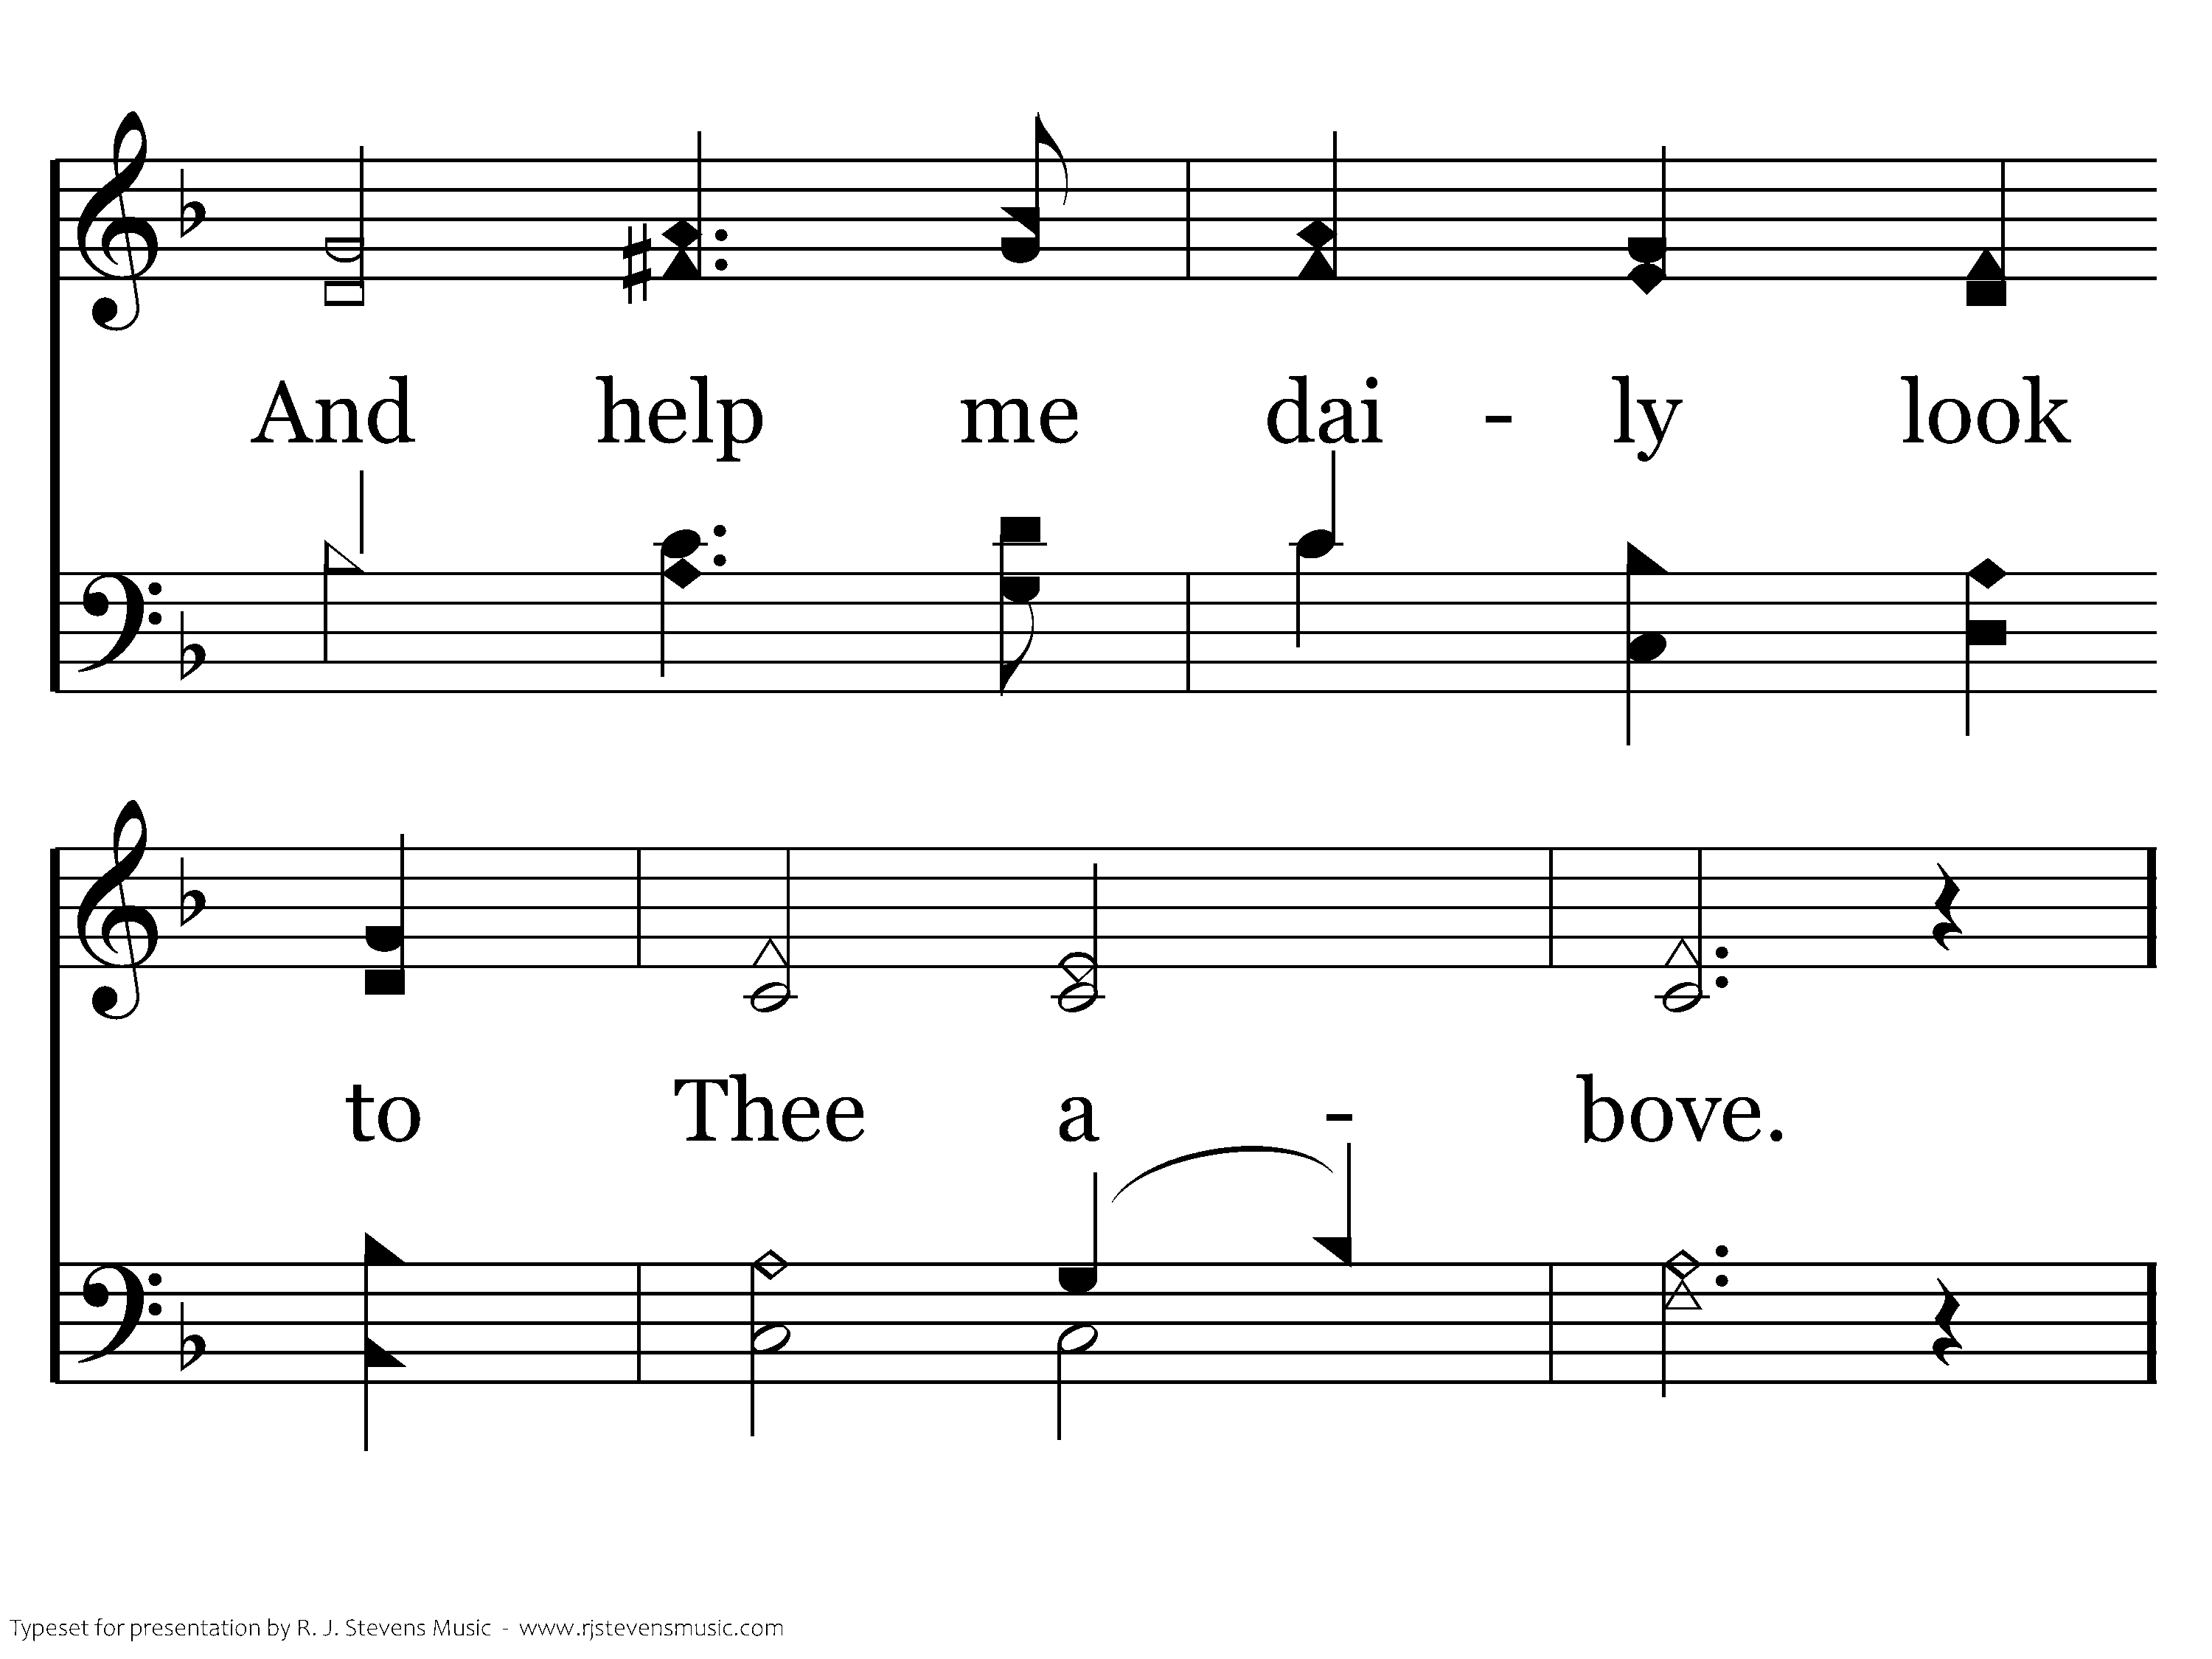 And help me dai - ly look
to Thee a - bove.
Typeset for presentation by R. J. Stevens Music - www.rjstevensmusic.com